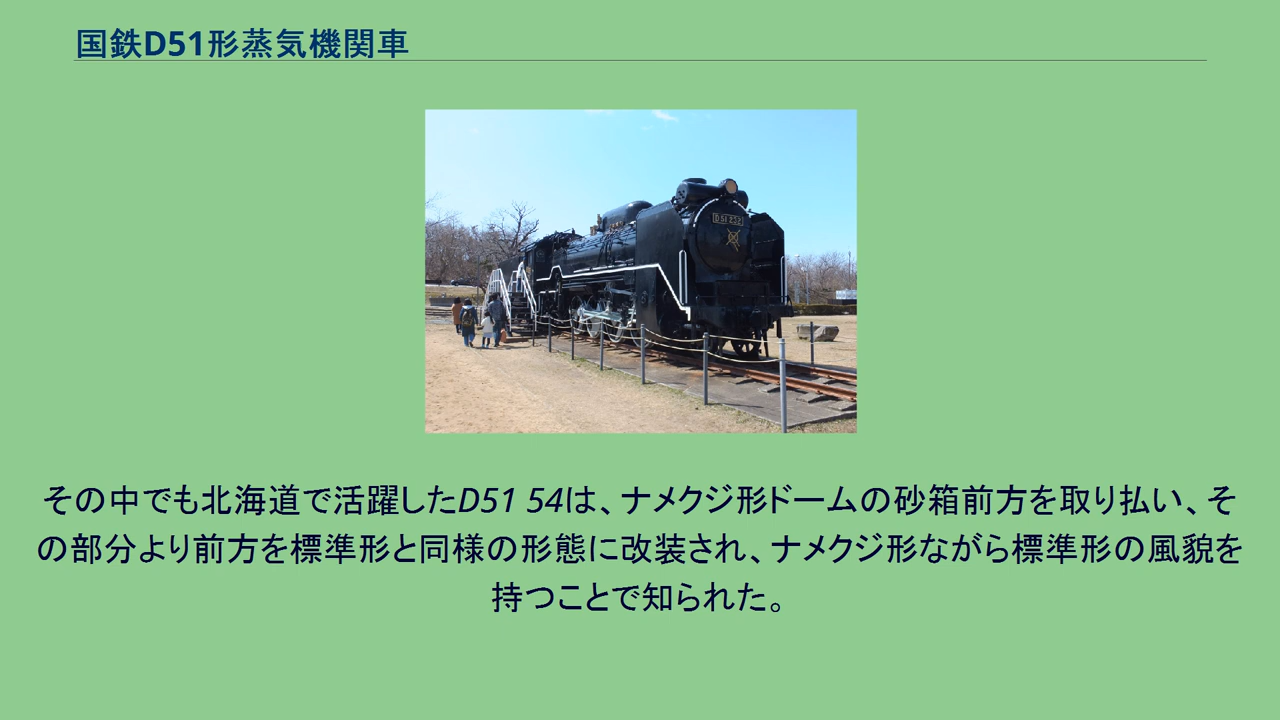 国鉄D51形蒸気機関車
D51 252
その中でも北海道で活躍したD51 54は、ナメクジ形ドームの砂箱前方を取り払い、そ
の部分より前方を標準形と同様の形態に改装され、ナメクジ形ながら標準形の風貌を
持つことで知られた。